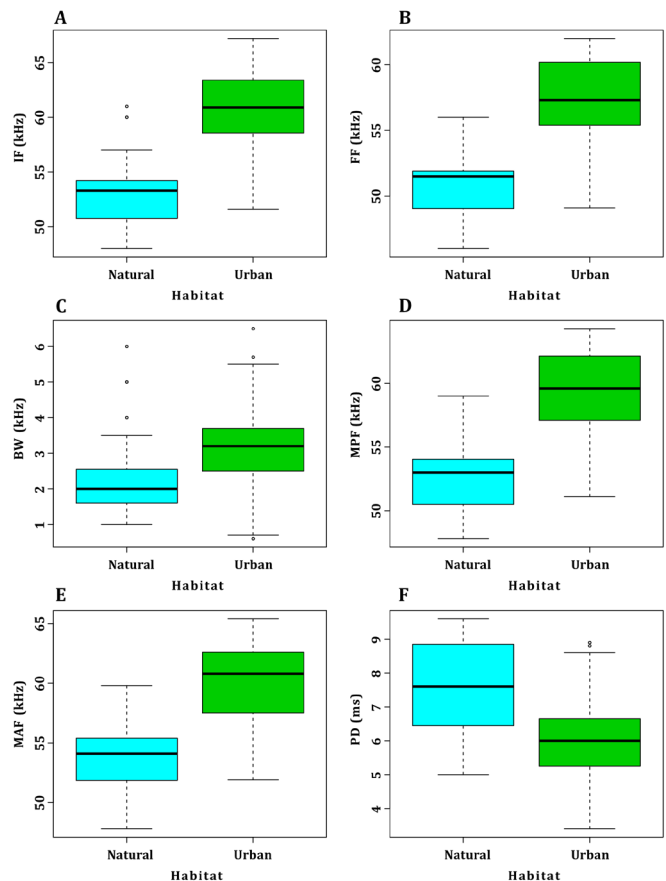 A
IF (kHz)
65
60
55
50
Natural Urban
Habitat
B
FF (kHz)
60
55
50
Natural Urban
Habitat
C
BW (kHz)
6
5
4
3
2
1
Natural Urban
Habitat
D
MPF (kHz)
60
55
50
Natural Urban
Habitat
E
MAF (kHz)
65
60
55
50
Natural Urban
Habitat
F
PD (ms)
9
8
7
6
5
4
Natural Urban
Habitat